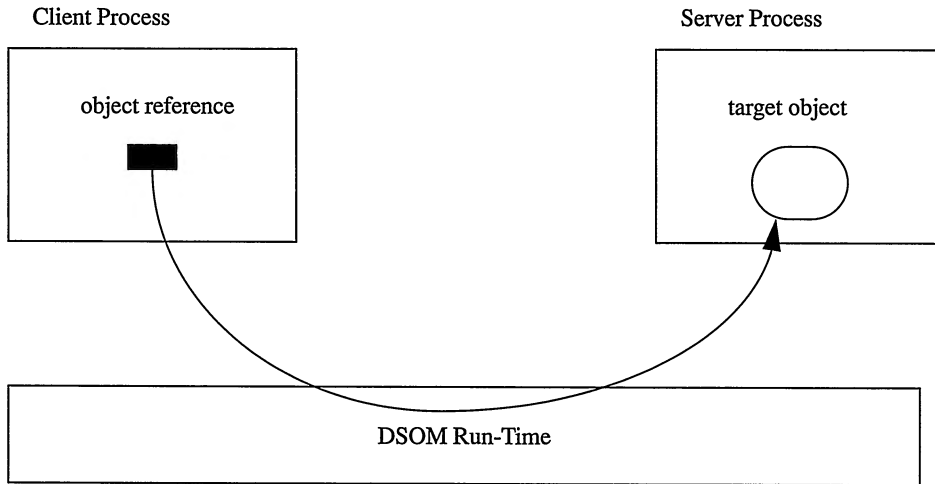 Client Process
Server Process
object reference
target object
DSOM Run-Time